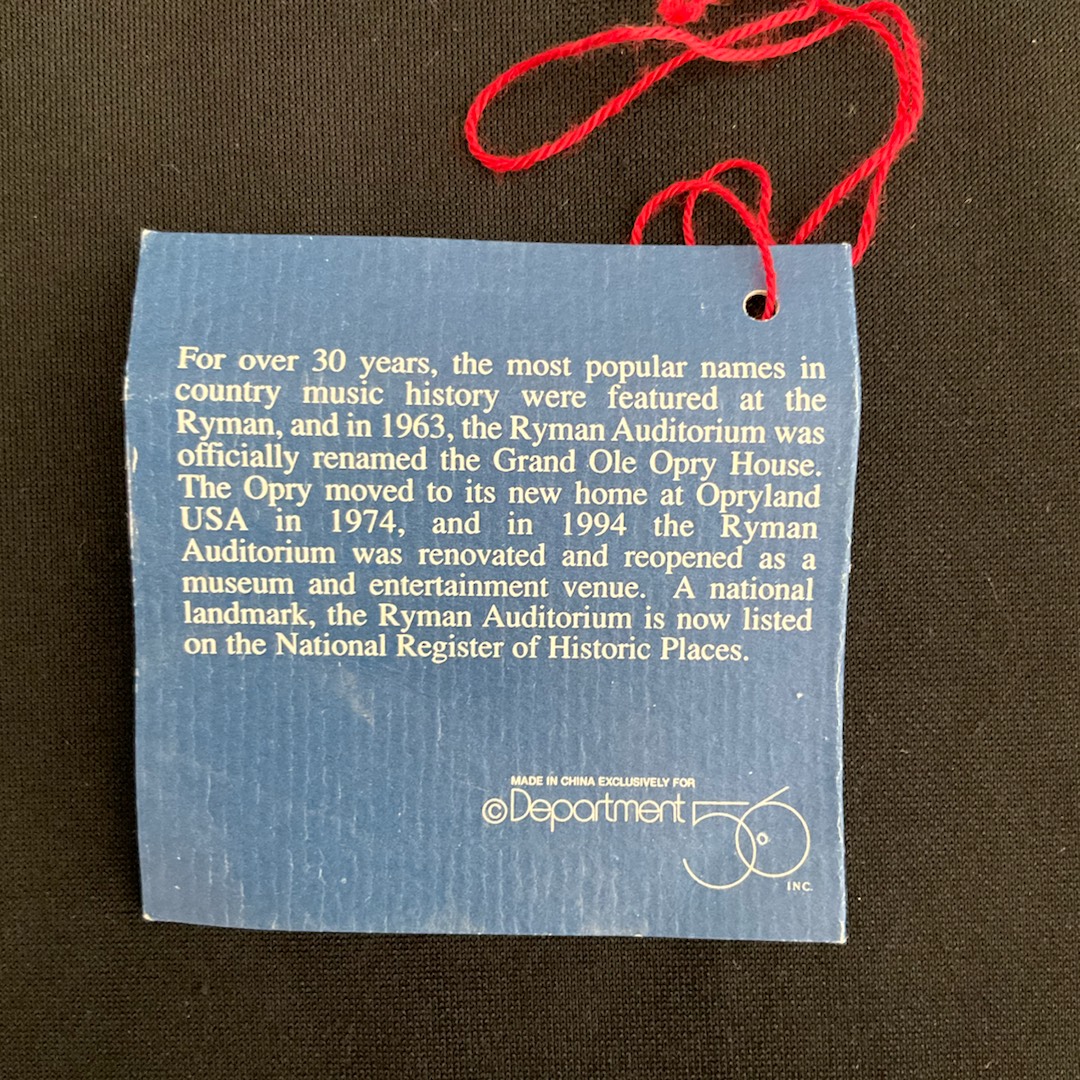 For over 30 years, the most popular names in
country music history were featured at the
Ryman, and in 1963, the Ryman Auditorium was
officially renamed the Grand Ole Opry House.
The Opry moved to its new home at Opryland
USA in 1974, and in 1994 the Ryman
Auditorium was renovated and reopened as a
museum and entertainment venue. A national
landmark, the Ryman Auditorium is now listed
on the National Register of Historic Places.
MADE IN CHINA EXCLUSIVELY FOR
©Department 56
INC.